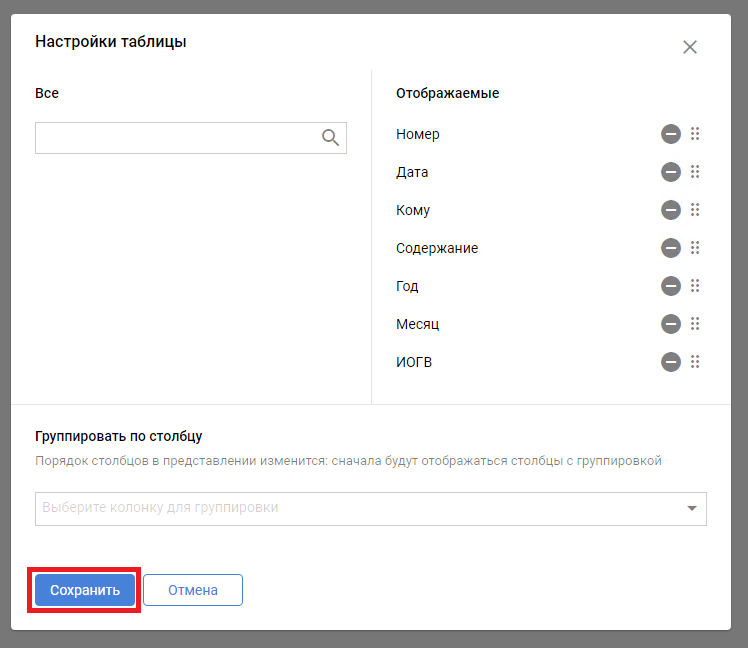 Настройки таблицы
Все
Отображаемые
Номер
Дата
Кому
Содержание
Год
Месяц
ИОГВ
Группировать по столбцу
Порядок столбцов в представлении изменится: сначала будут отображаться столбцы с группировкой
Выберите колонку для группировки
Сохранить
Отмена